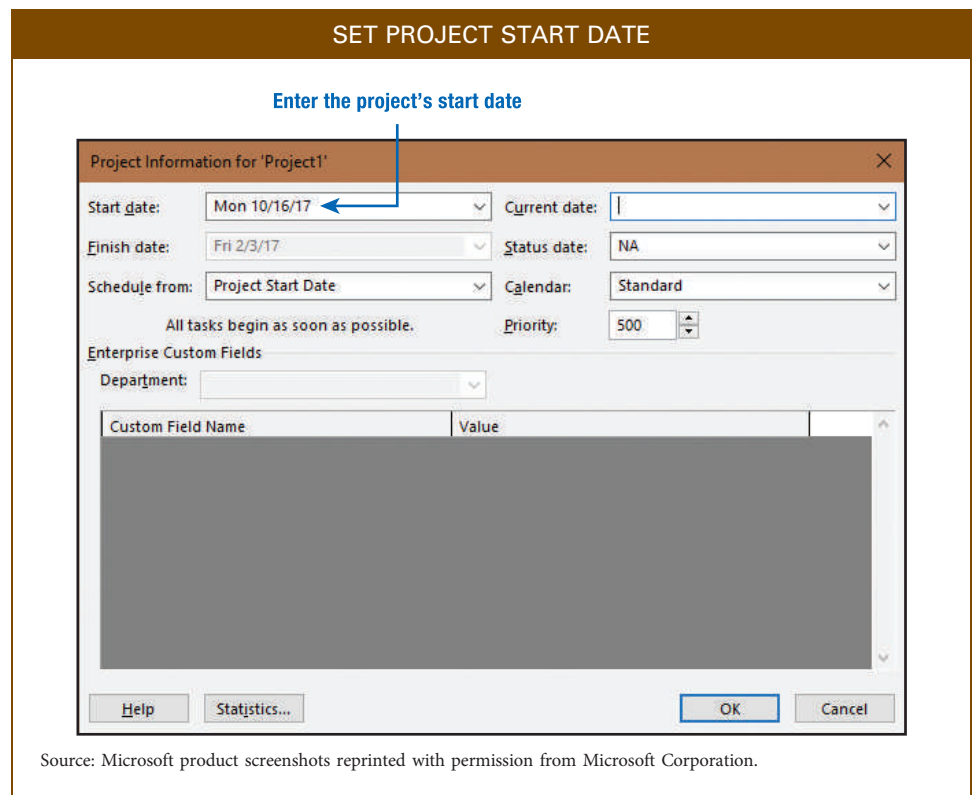 SET PROJECT START DATE
Enter the project's start date
Project Information for 'Project1'
Start date: Mon 10/16/17 Current date:
Finish date: Fri 2/3/17 Status date: NA
Schedule from: Project Start Date Calendar: Standard
All tasks begin as soon as possible. Priority: 500
Enterprise Custom Fields
Department:
Custom Field Name Value
Help Statistics... OK Cancel
Source: Microsoft product screenshots reprinted with permission from Microsoft Corporation.